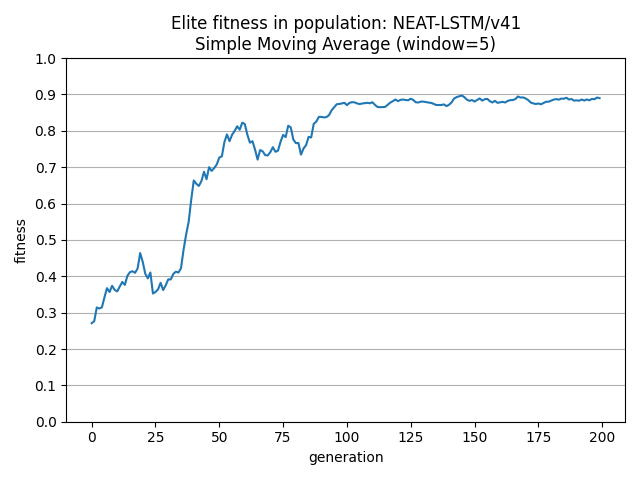 Elite fitness in population: NEAT-LSTM/v41
Simple Moving Average (window=5)
1.0
0.9
0.8
0.7
0.6
0.5
0.4
0.3
0.2
0.1
0.0
fitness
0 25 50 75 100 125 150 175 200
generation